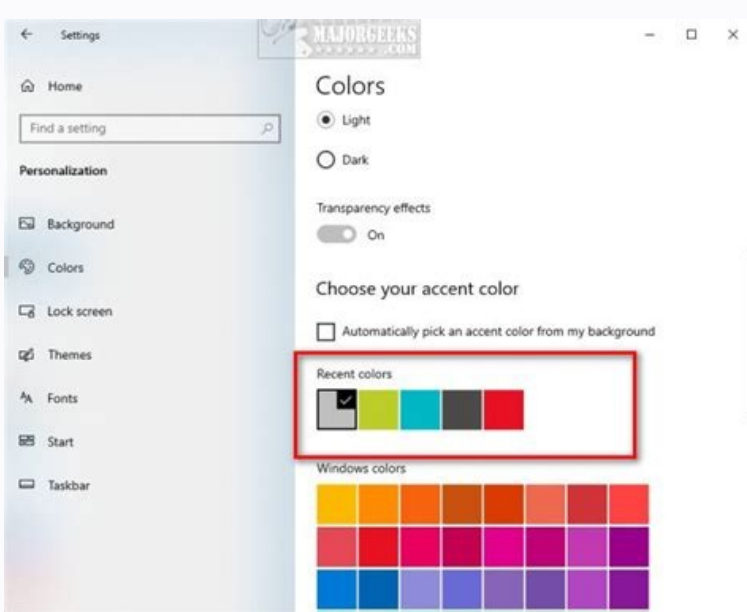 Settings
MAJORGEEKS
.COM
Home
Find a setting
Personalization
Background
Colors
Lock screen
Themes
Fonts
Start
Taskbar
Colors
Light
Dark
Transparency effects
On
Choose your accent color
Automatically pick an accent color from my background
Recent colors
Windows colors